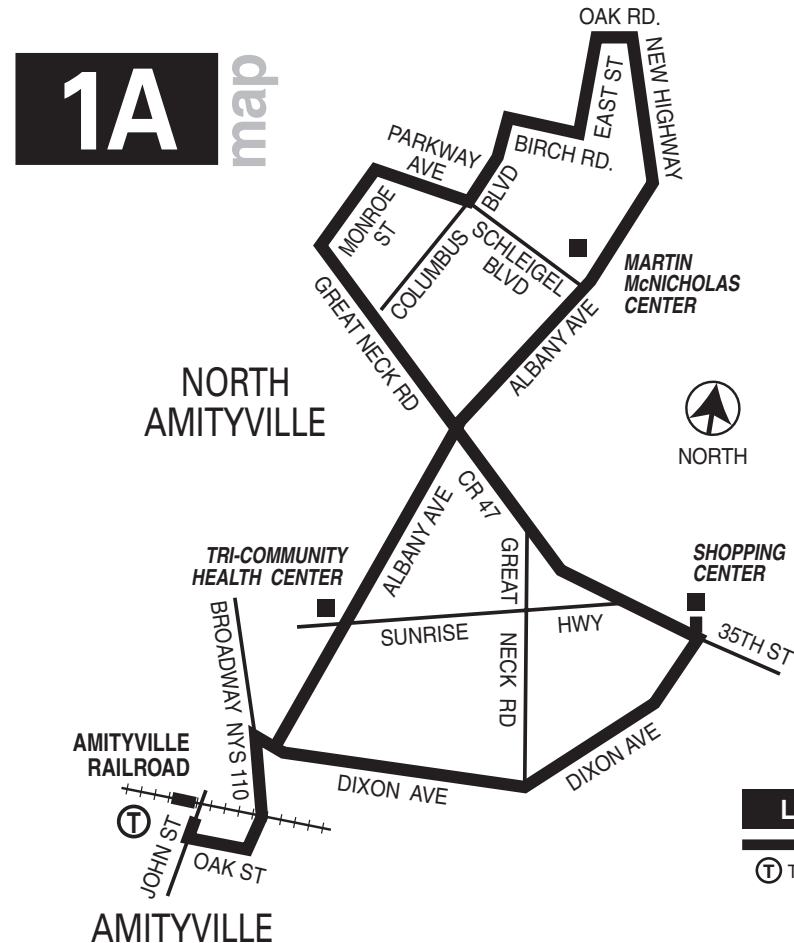 1A
map
OAK RD.
EAST ST
NEW HIGHWAY
PARKWAY
AVE
BLVD
BIRCH RD.
MONROE
ST
COLUMBUS
SCHLEIGEL
BLVD
MARTIN
McNICHOLAS
CENTER
GREAT NECK RD
ALBANY AVE
NORTH
AMITYVILLE
NORTH
CR 47
ALBANY AVE
GREAT NECK RD
TRI-COMMUNITY
HEALTH CENTER
SHOPPING
CENTER
SUNRISE HWY
35TH ST
BROADWAY NYS 110
AMITYVILLE
RAILROAD
DIXON AVE
DIXON AVE
T
JOHN ST
OAK ST
AMITYVILLE
L
T T